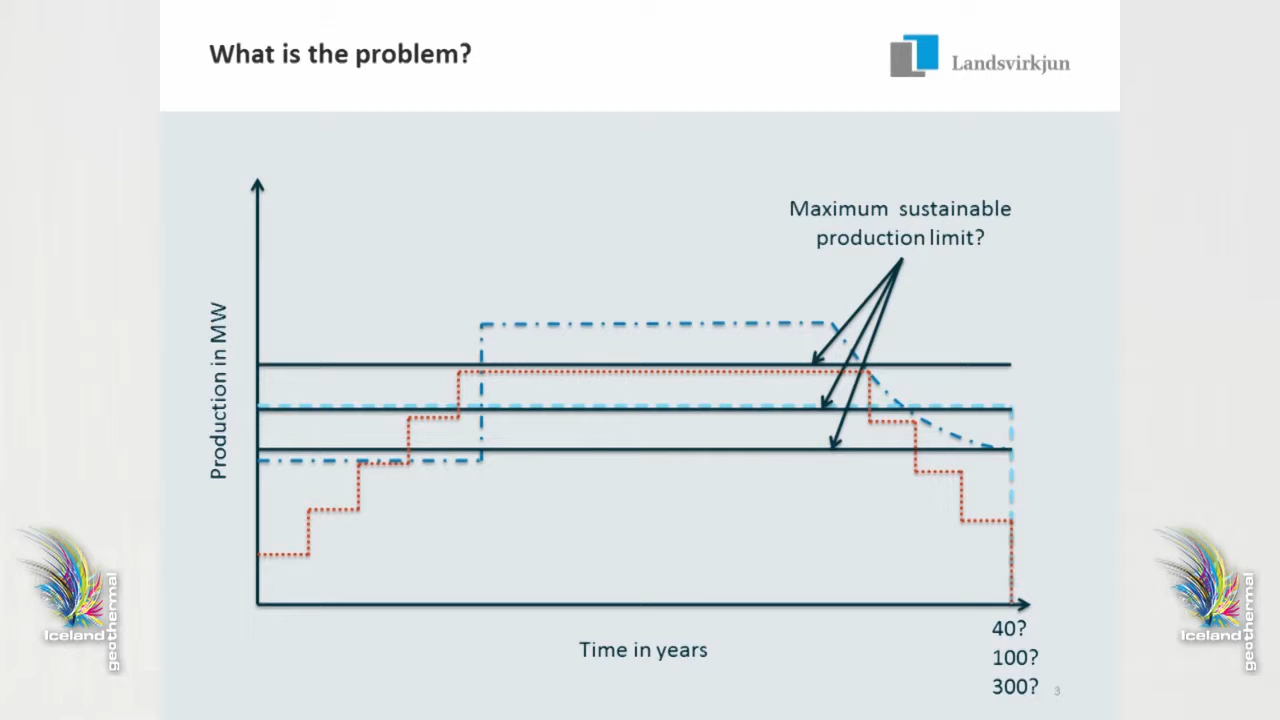 What is the problem?
Landsvirkjun
Maximum sustainable
production limit?
Production in MW
Time in years
40?
100?
300?
3
Iceland
geothermal
Iceland
geothermal